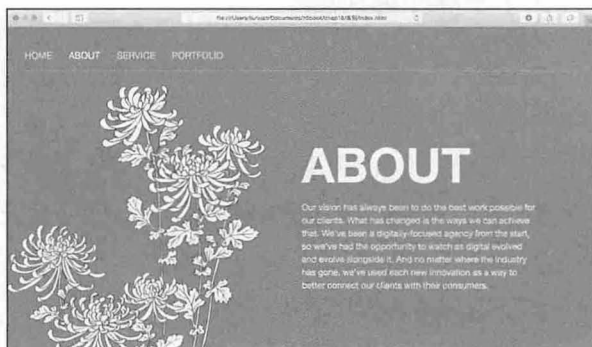 HOME ABOUT SERVICE PORTFOLIO
ABOUT
Our vision has always been to do the best work possible for
our clients. What has changed is the ways we can achieve
that. We've been a digitally-focused agency from the start,
so we've had the opportunity to watch as digital evolved
and evolve alongside it. And no matter where the industry
has gone, we've used each new innovation as a way to
better connect our clients with their consumers.